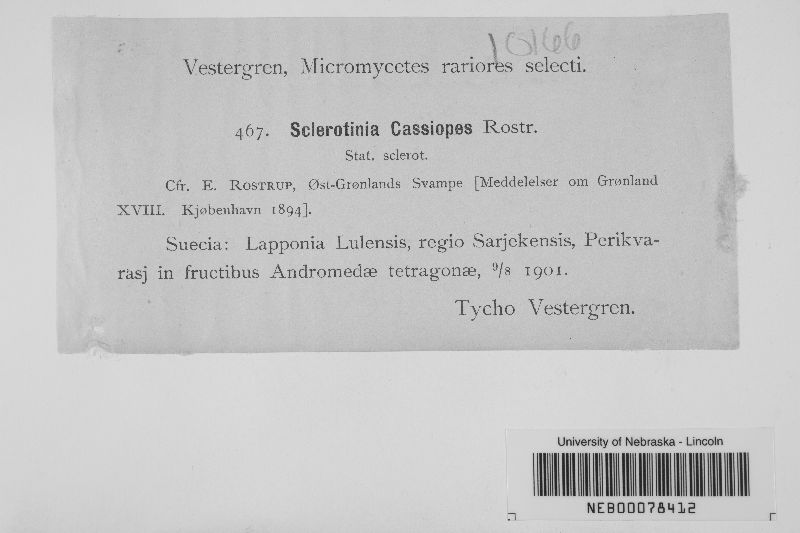 10166
Vestergren, Micromycetes rariores selecti.
467. Sclerotinia Cassiopes Rostr.
Stat. sclerot.
Cfr. E. Rostrup, Øst-Grønlands Svampe [Meddelelser om Grønland
XVIII. Kjøbenhavn 1894].
Suecia: Lapponia Lulensis, regio Sarjekensis, Perikva-
rasj in fructibus Andromedæ tetragonæ, 9/8 1901.
Tycho Vestergren.
University of Nebraska - Lincoln
NEB00078412